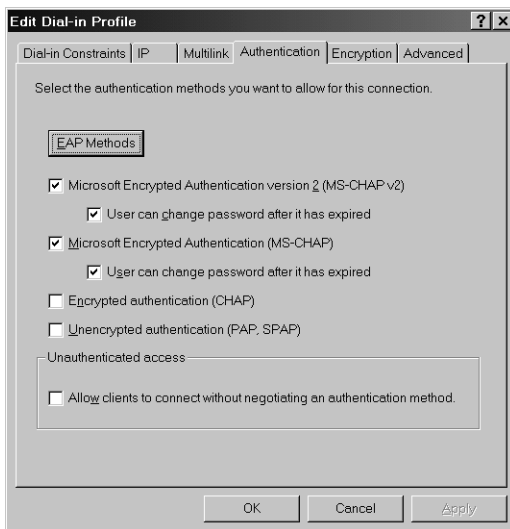 Edit Dial-in Profile
Dial-in Constraints IP Multilink Authentication Encryption Advanced
Select the authentication methods you want to allow for this connection.
EAP Methods
Microsoft Encrypted Authentication version 2 (MS-CHAP v2)
User can change password after it has expired
Microsoft Encrypted Authentication (MS-CHAP)
User can change password after it has expired
Encrypted authentication (CHAP)
Unencrypted authentication (PAP, SPAP)
Unauthenticated access
Allow clients to connect without negotiating an authentication method.
OK Cancel Apply